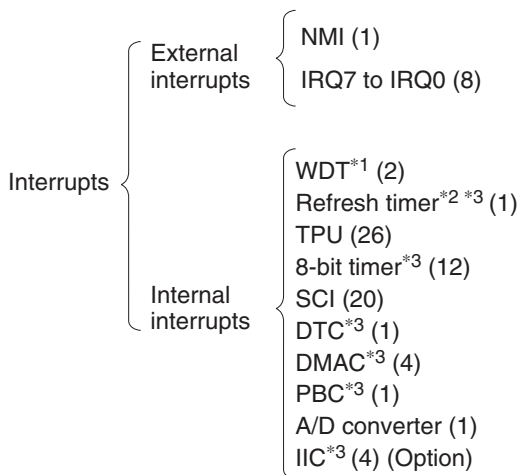 Interrupts
External
interrupts
NMI (1)
IRQ7 to IRQ0 (8)
Internal
interrupts
WDT*1 (2)
Refresh timer*2 *3 (1)
TPU (26)
8-bit timer*3 (12)
SCI (20)
DTC*3 (1)
DMAC*3 (4)
PBC*3 (1)
A/D converter (1)
IIC*3 (4) (Option)